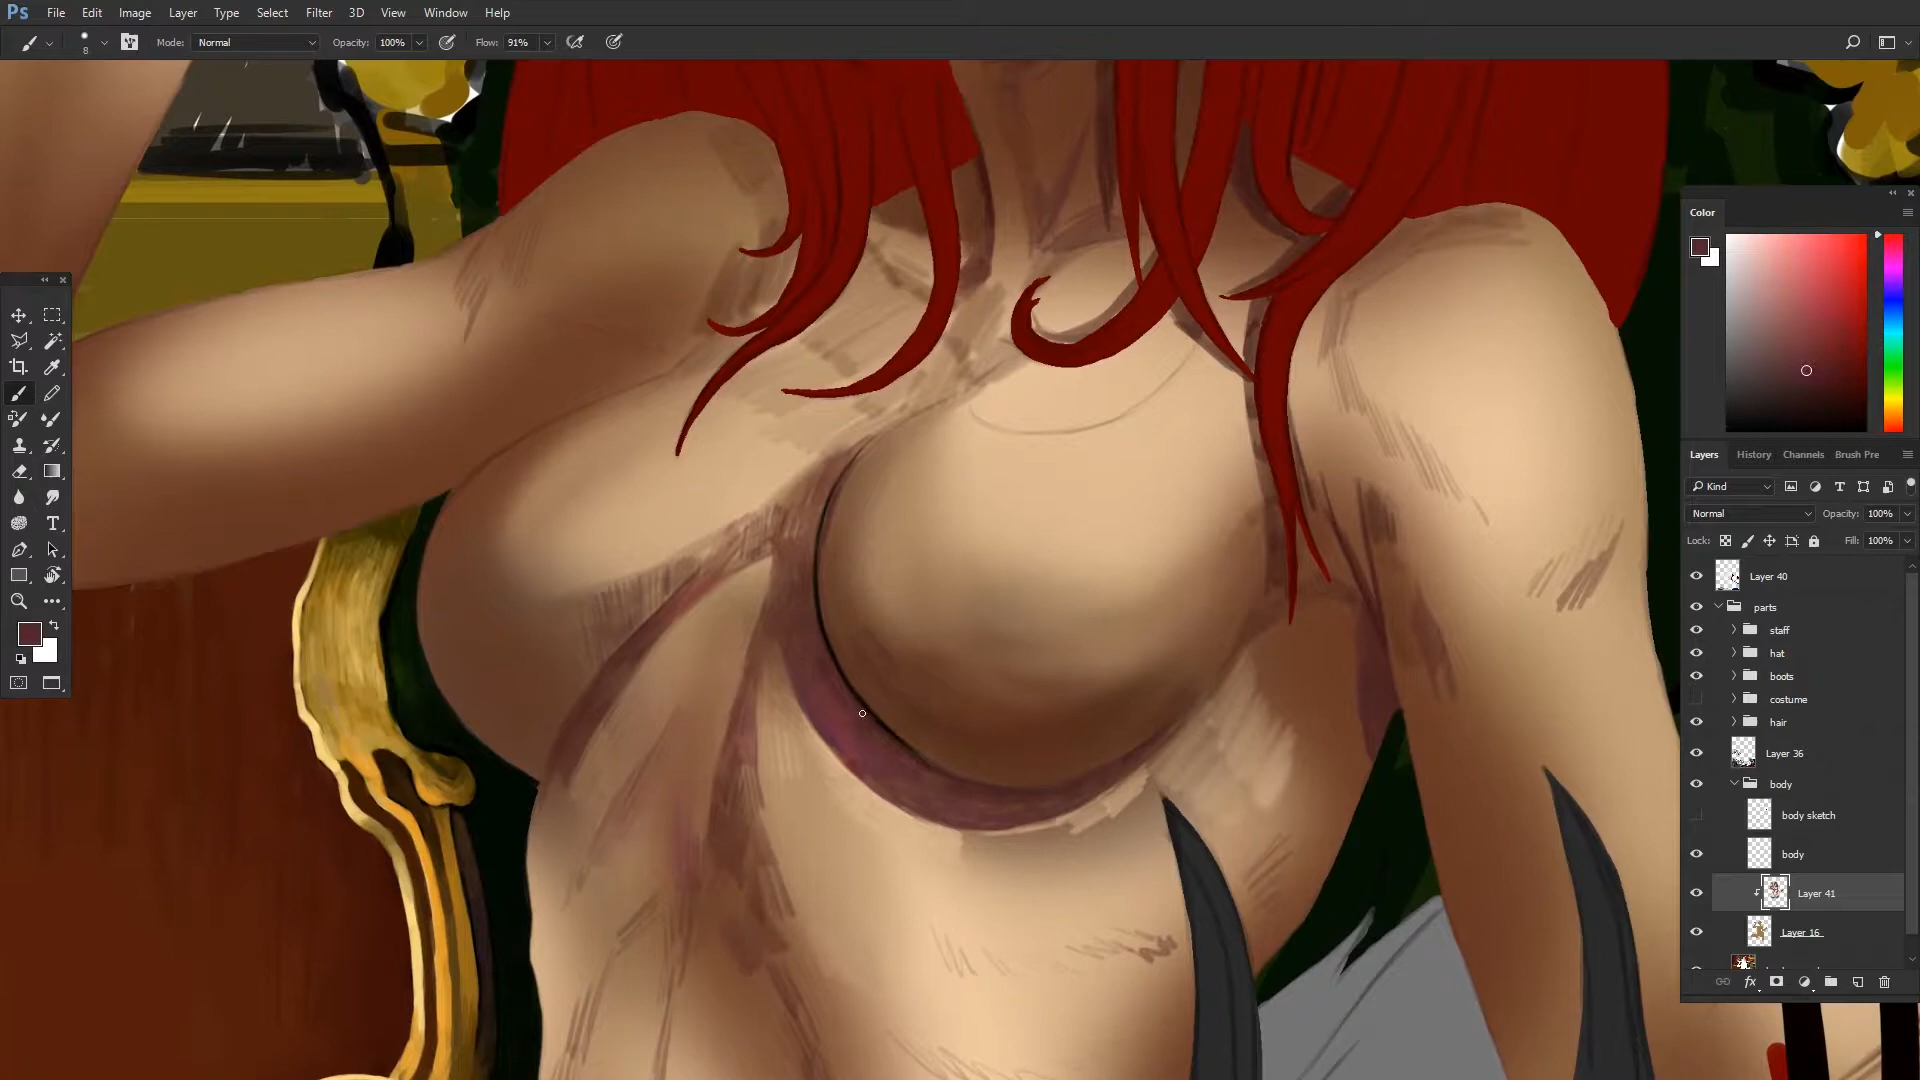 Ps File Edit Image Layer Type Select Filter 3D View Window Help
8 Mode: Normal Opacity: 100% Flow: 91%
Color
Layers History Channels Brush Pre
Kind
Normal Opacity: 100%
Lock: Fill: 100%
Layer 40
parts
staff
hat
boots
costume
hair
Layer 36
body
body sketch
body
Layer 41
Layer 16
fx